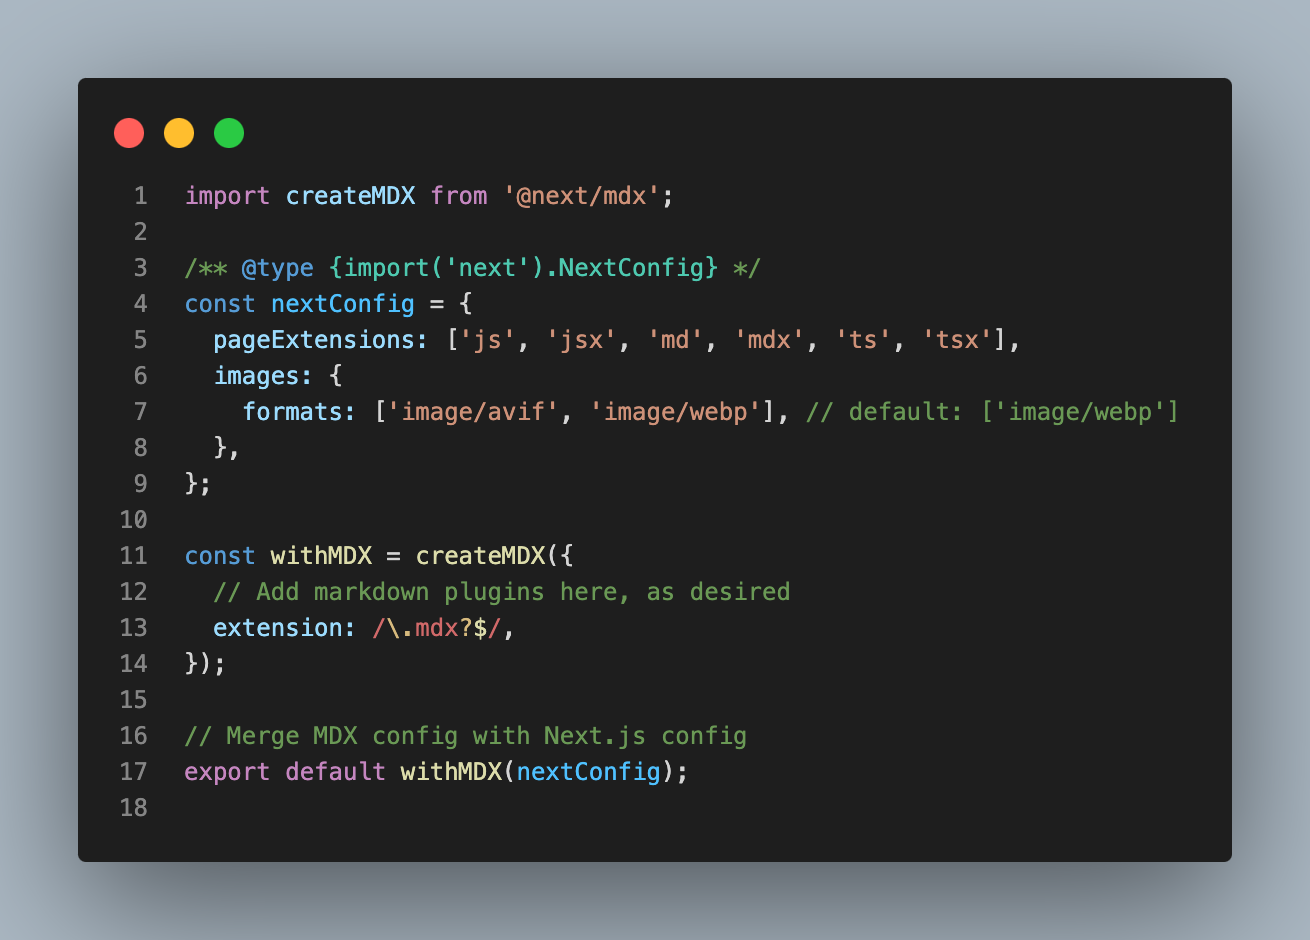 1 import createMDX from '@next/mdx';
2
3 /** @type {import('next').NextConfig} */
4 const nextConfig = {
5   pageExtensions: ['js', 'jsx', 'md', 'mdx', 'ts', 'tsx'],
6   images: {
7     formats: ['image/avif', 'image/webp'], // default: ['image/webp']
8   },
9 };
10
11 const withMDX = createMDX({
12   // Add markdown plugins here, as desired
13   extension: /\.mdx?$/,
14 });
15
16 // Merge MDX config with Next.js config
17 export default withMDX(nextConfig);
18